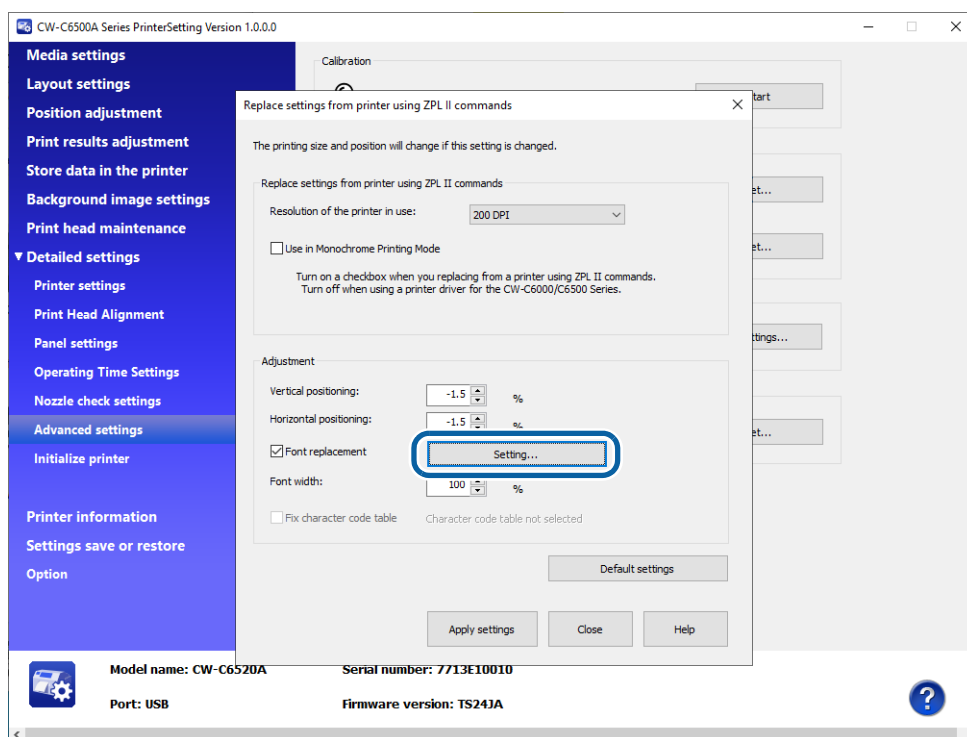 CW-C6500A Series PrinterSetting Version 1.0.0.0
Media settings
Layout settings
Position adjustment
Print results adjustment
Store data in the printer
Background image settings
Print head maintenance
Detailed settings
Printer settings
Print Head Alignment
Panel settings
Operating Time Settings
Nozzle check settings
Advanced settings
Initialize printer
Printer information
Settings save or restore
Option
Calibration
Replace settings from printer using ZPL II commands
The printing size and position will change if this setting is changed.
Replace settings from printer using ZPL II commands
Resolution of the printer in use:
200 DPI
Use in Monochrome Printing Mode
Turn on a checkbox when you replacing from a printer using ZPL II commands.
Turn off when using a printer driver for the CW-C6000/C6500 Series.
Adjustment
Vertical positioning: -1.5 %
Horizontal positioning: -1.5 %
Font replacement Setting...
Font width: 100 %
Fix character code table Character code table not selected
Default settings
Apply settings Close Help
Model name: CW-C6520A Serial number: 7713E10010
Port: USB Firmware version: TS24JA